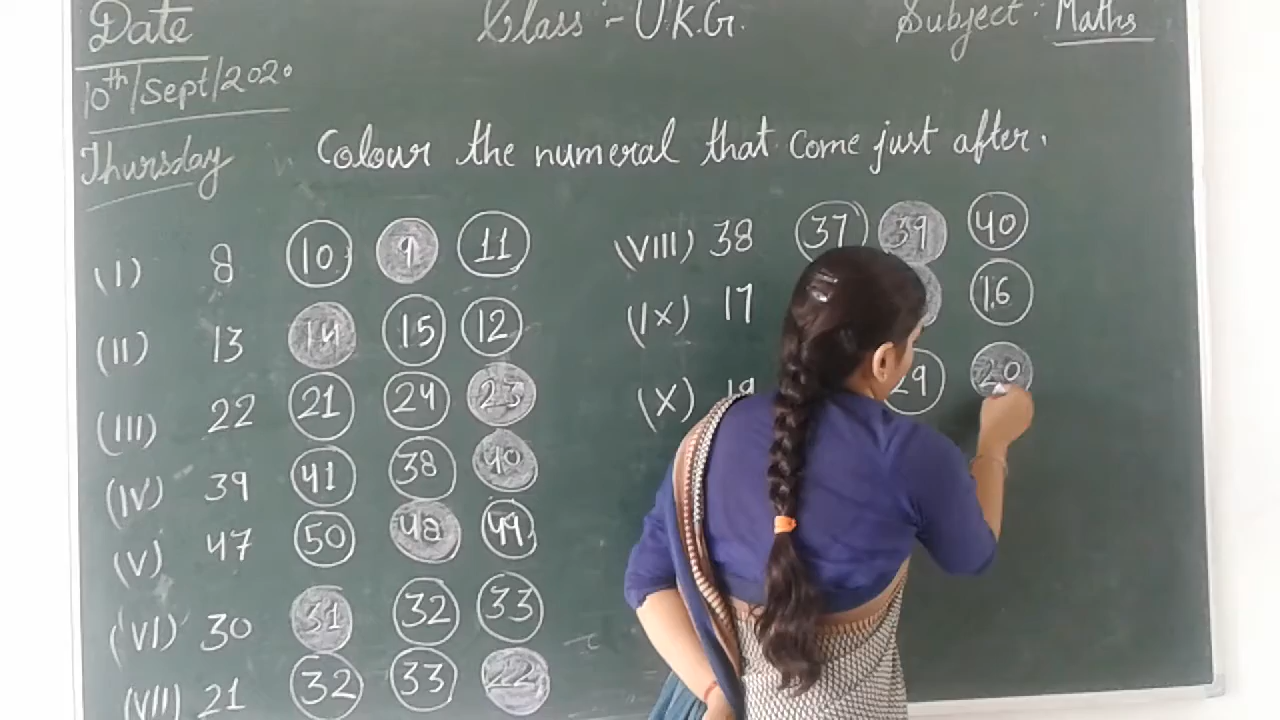 Date Class :- U.K.G. Subject : Maths
10th/Sept/2020
Thursday Colour the numeral that come just after.
(I) 8 10 9 11
(II) 13 14 15 12
(III) 22 21 24 23
(IV) 39 41 38 40
(V) 47 50 48 49
(VI) 30 31 32 33
(VII) 21 32 33 22
(VIII) 38 37 39 40
(IX) 17 16
(X) 19 29 20